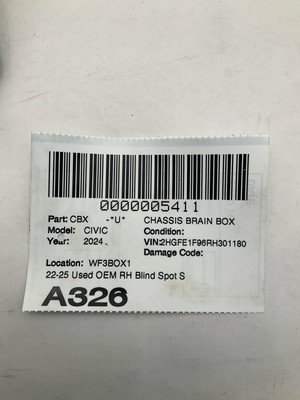 0000005411
Part: CBX -*U* CHASSIS BRAIN BOX
Model: CIVIC Condition:
Year: 2024, VIN:2HGFE1F96RH301180
Damage Code:
Location: WF3BOX1
22-25 Used OEM RH Blind Spot S
A326